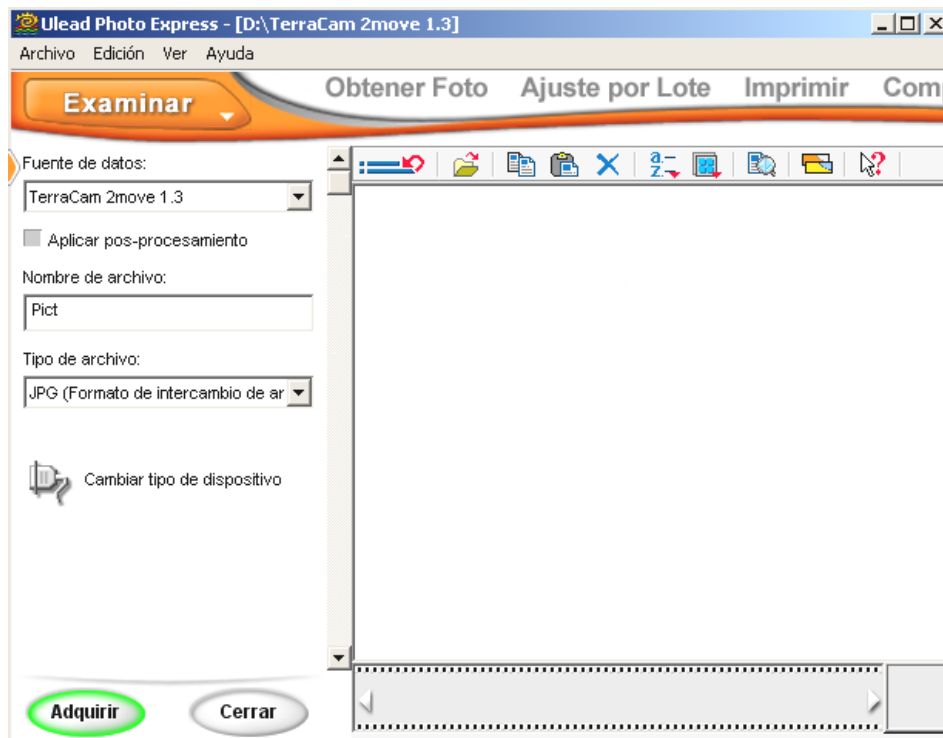 Ulead Photo Express - [D:\TerraCam 2move 1.3]
Archivo Edición Ver Ayuda
Examinar
Obtener Foto Ajuste por Lote Imprimir Com
Fuente de datos:
TerraCam 2move 1.3
Aplicar pos-procesamiento
Nombre de archivo:
Pict
Tipo de archivo:
JPG (Formato de intercambio de ar
Cambiar tipo de dispositivo
Adquirir Cerrar